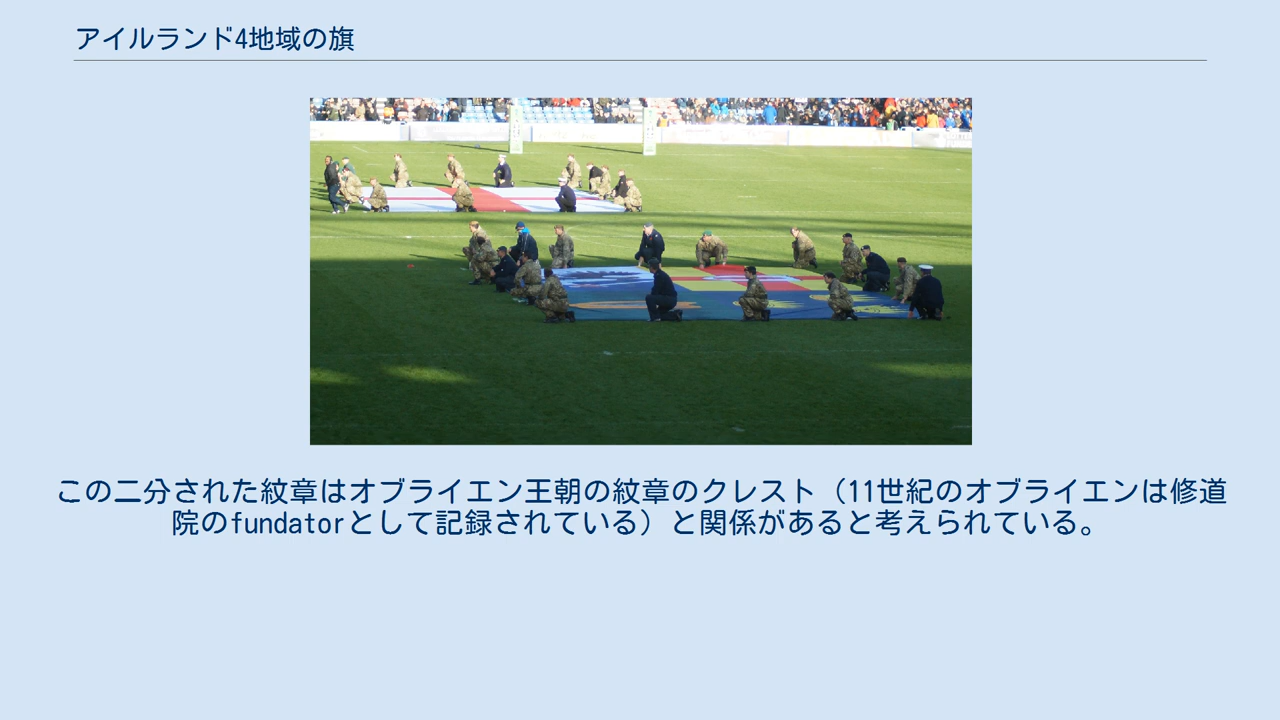 アイルランド4地域の旗
この二分された紋章はオブライエン王朝の紋章のクレスト（11世紀のオブライエンは修道
院のfundatorとして記録されている）と関係があると考えられている。